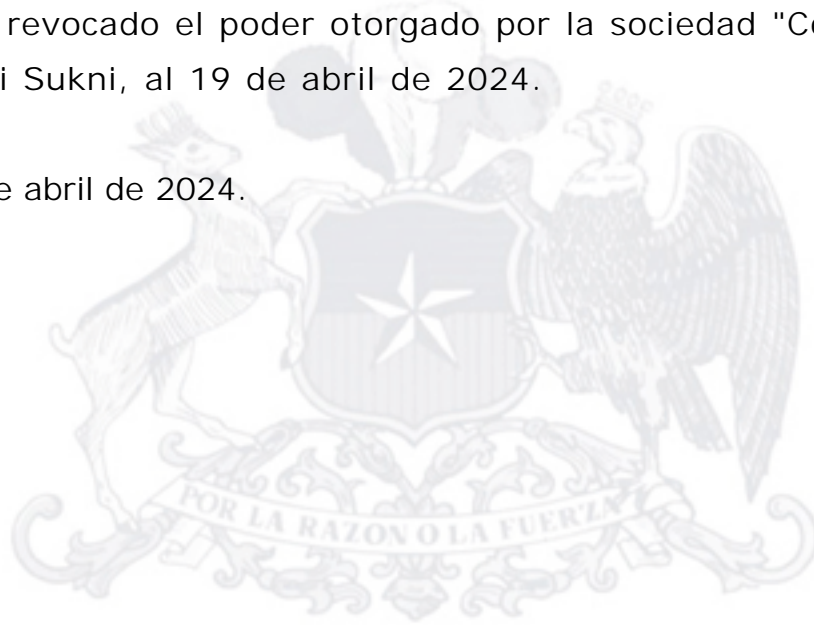 revocado el poder otorgado por la sociedad "Co
i Sukni, al 19 de abril de 2024.
e abril de 2024.
POR LA RAZON O LA FUERZA